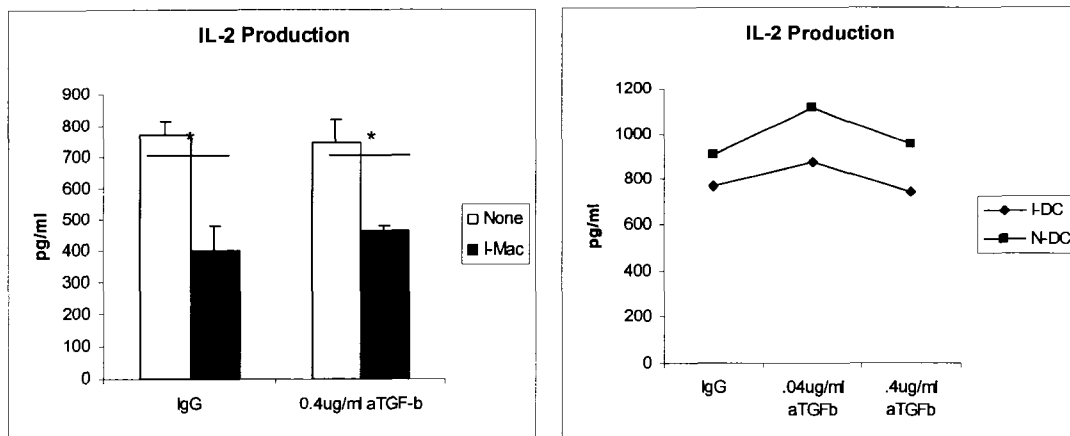 IL-2 Production
900
800
700
600
500
400
300
200
100
0
pg/ml
*
*
IgG
0.4ug/ml aTGF-b
None
I-Mac
IL-2 Production
1200
1000
800
600
400
200
0
pg/ml
IgG
.04ug/ml
aTGFb
.4ug/ml
aTGFb
I-DC
N-DC